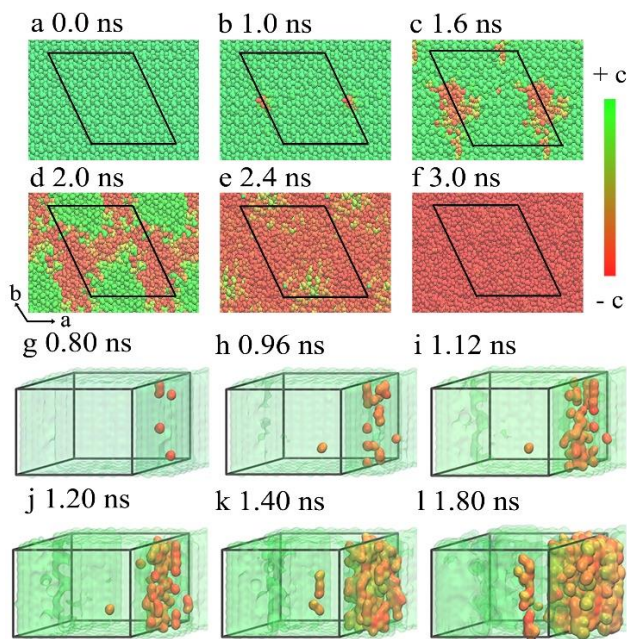 a 0.0 ns b 1.0 ns c 1.6 ns
+ c
d 2.0 ns e 2.4 ns f 3.0 ns
- c
b
a
g 0.80 ns h 0.96 ns i 1.12 ns
j 1.20 ns k 1.40 ns l 1.80 ns